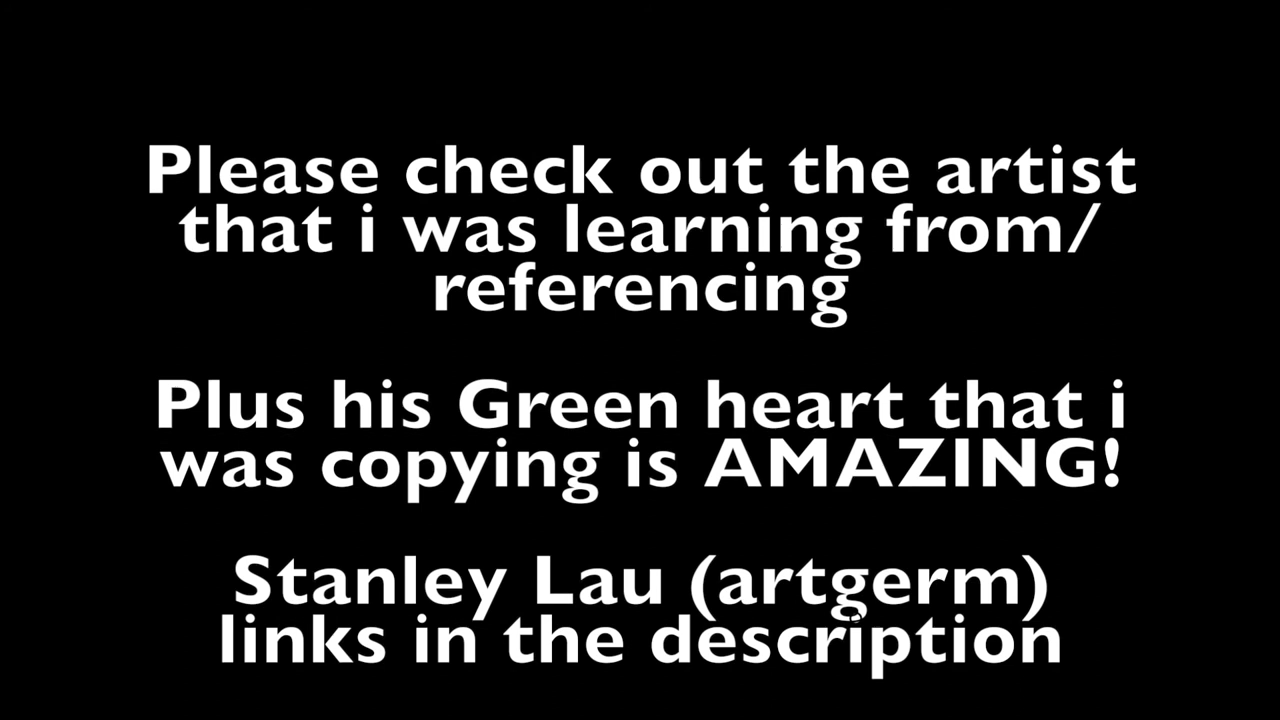 Please check out the artist
that i was learning from/
referencing
Plus his Green heart that i
was copying is AMAZING!
Stanley Lau (artgerm)
links in the description